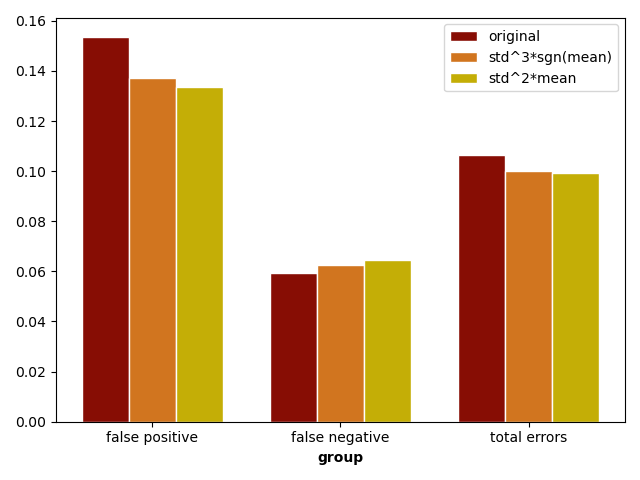 0.16
0.14
0.12
0.10
0.08
0.06
0.04
0.02
0.00
original
std^3*sgn(mean)
std^2*mean
false positive
false negative
total errors
group